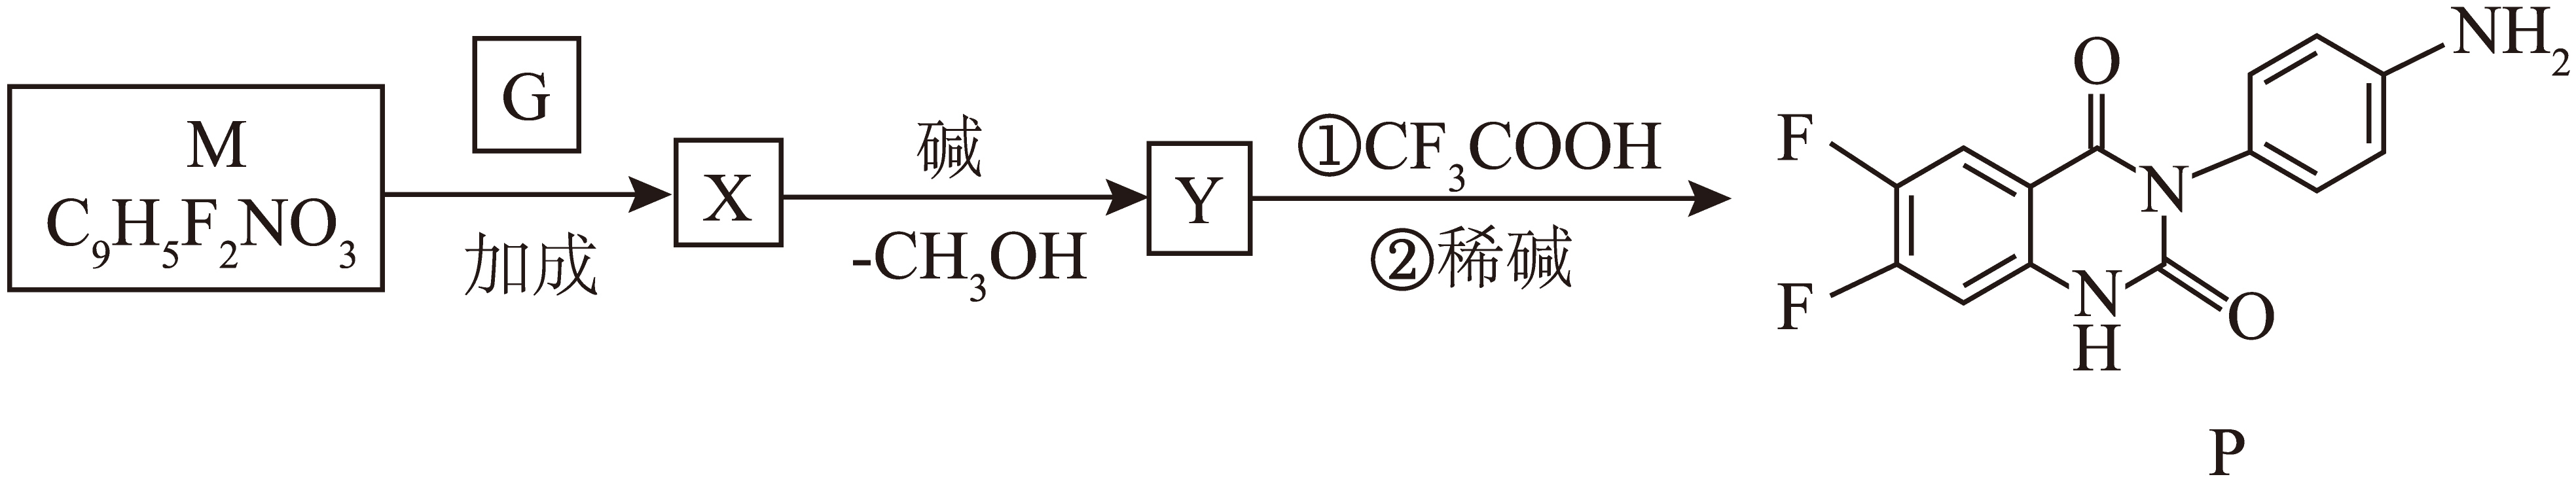 M
C₉H₅F₂NO₃
G
加成
X
碱
-CH₃OH
Y
①CF₃COOH
②稀碱
O
NH₂
F
N
F
N
H
O
P